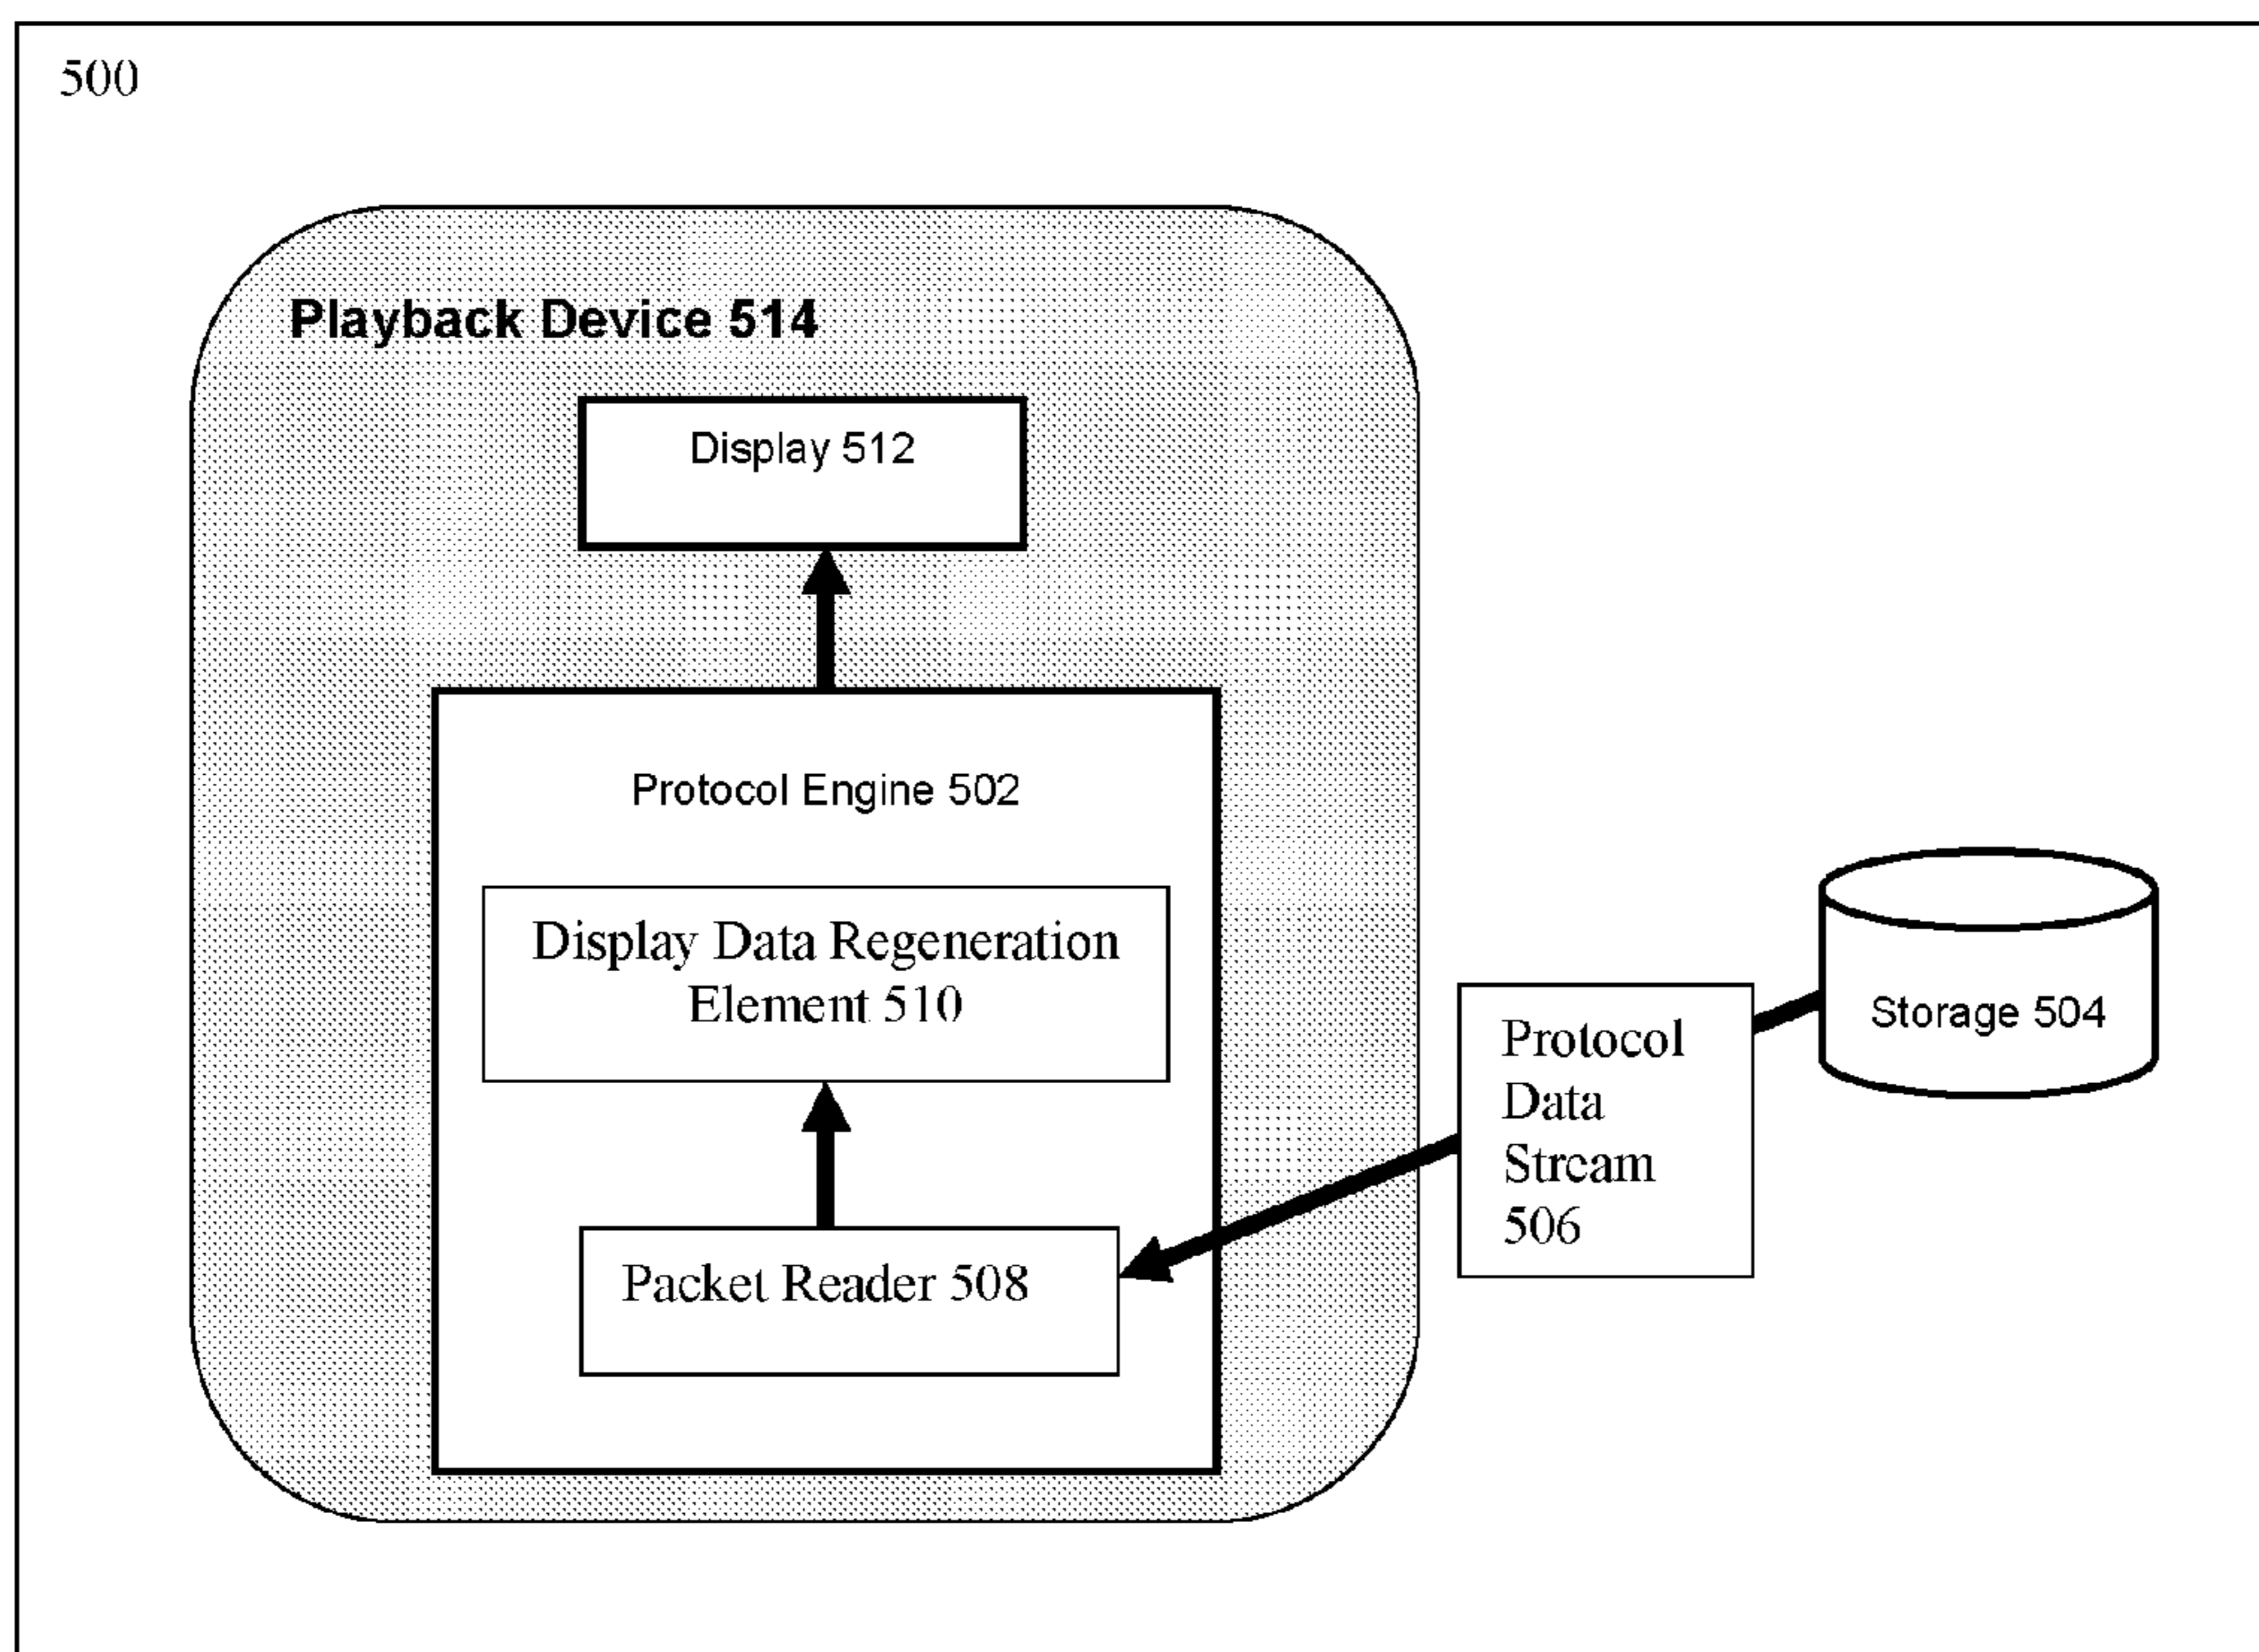 500
Playback Device 514
Display 512
Protocol Engine 502
Display Data Regeneration
Element 510
Packet Reader 508
Protocol
Data
Stream
506
Storage 504